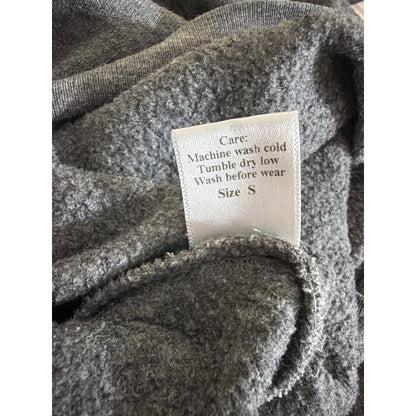 Care:
Machine wash cold
Tumble dry low
Wash before wear
Size S